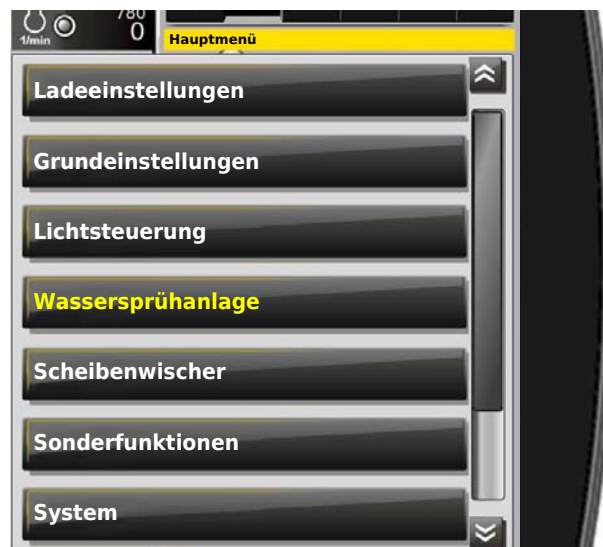 780
1/min 0
Hauptmenü
Ladeeinstellungen
Grundeinstellungen
Lichtsteuerung
Wassersprühanlage
Scheibenwischer
Sonderfunktionen
System